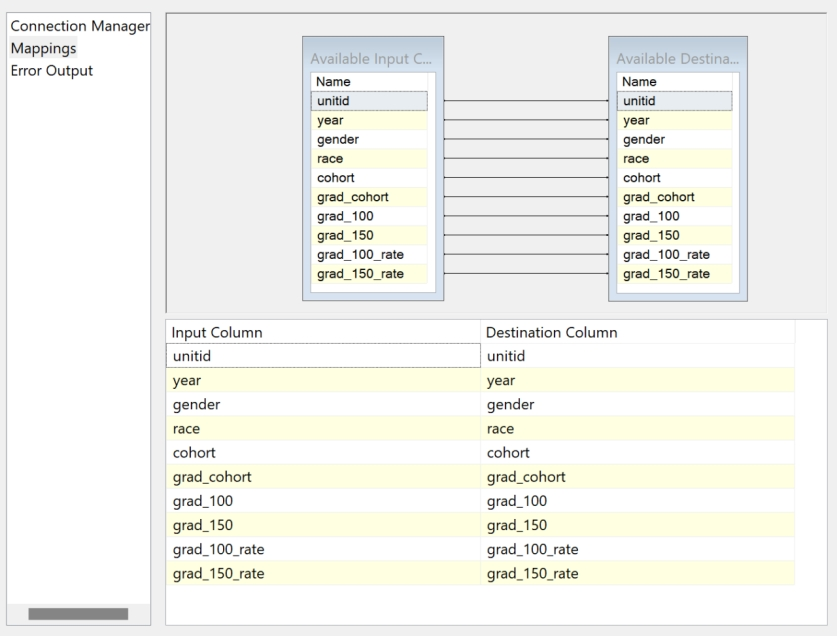 Connection Manager
Mappings
Error Output
Available Input C...
Name
unitid
year
gender
race
cohort
grad_cohort
grad_100
grad_150
grad_100_rate
grad_150_rate
Available Destina...
Name
unitid
year
gender
race
cohort
grad_cohort
grad_100
grad_150
grad_100_rate
grad_150_rate
Input Column Destination Column
unitid unitid
year year
gender gender
race race
cohort cohort
grad_cohort grad_cohort
grad_100 grad_100
grad_150 grad_150
grad_100_rate grad_100_rate
grad_150_rate grad_150_rate